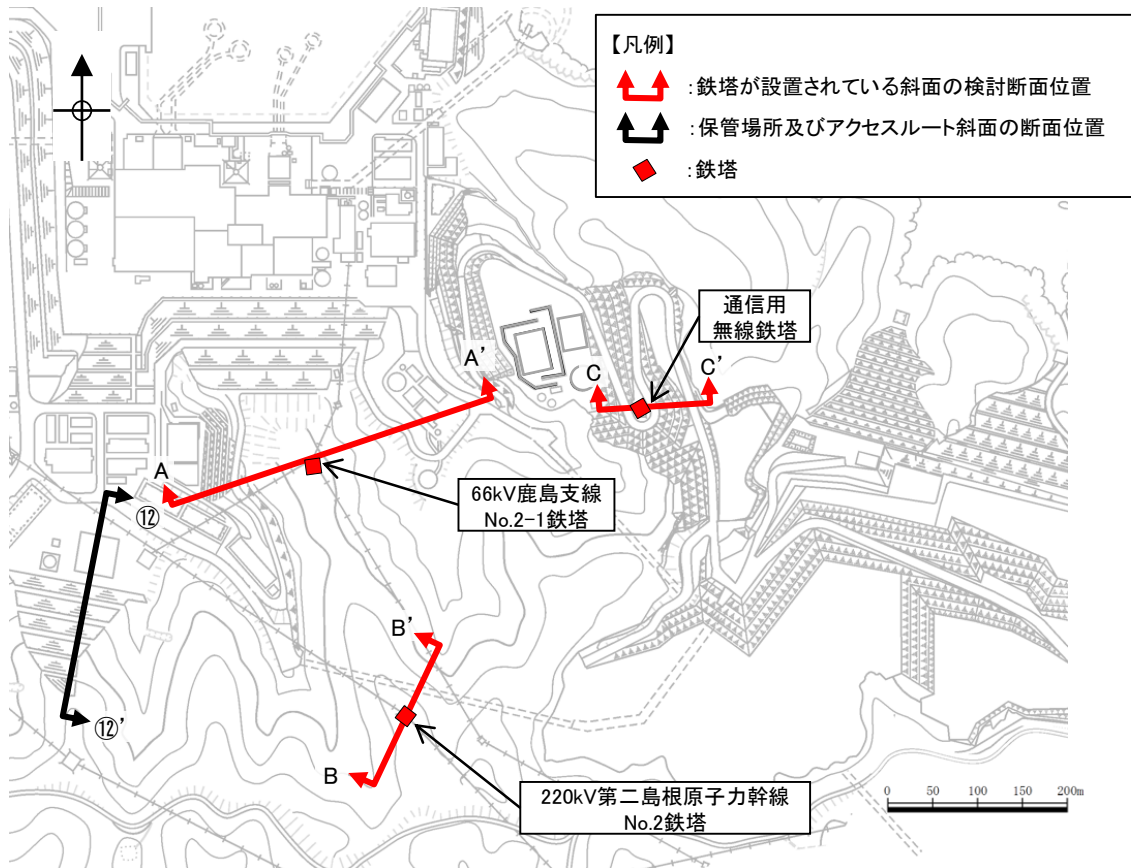 【凡例】
:鉄塔が設置されている斜面の検討断面位置
:保管場所及びアクセスルート斜面の断面位置
:鉄塔
通信用
無線鉄塔
A'
C
C'
A
⑫
66kV鹿島支線
No.2-1鉄塔
B'
⑫'
B
220kV第二島根原子力幹線
No.2鉄塔
0 50 100 150 200m